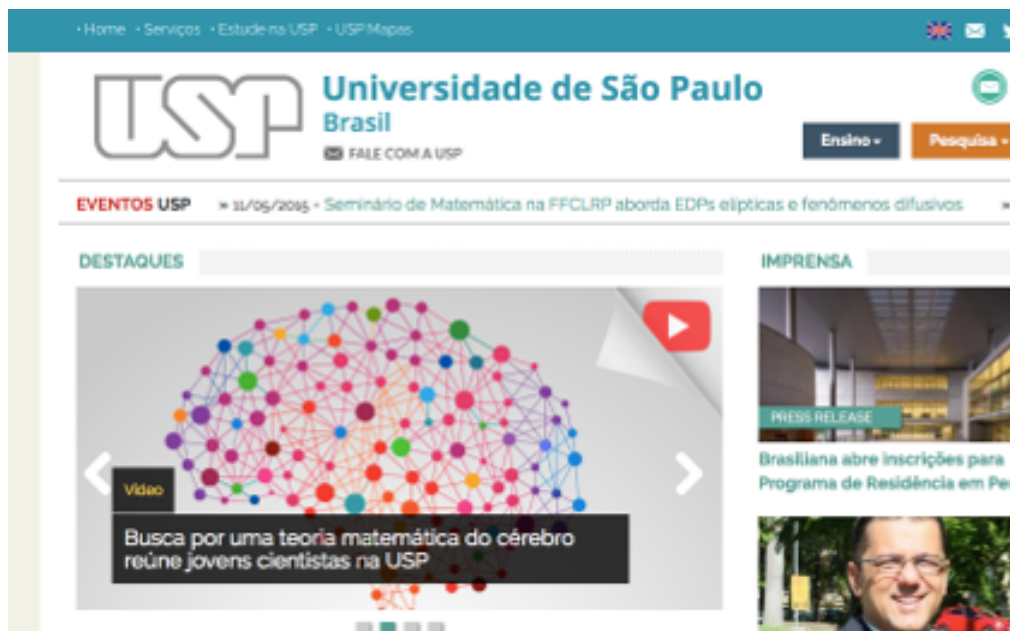 • Home • Serviços • Estude na USP • USP Mapas
USP
Universidade de São Paulo
Brasil
FALE COM A USP
Ensino
Pesquisa
EVENTOS USP » 11/05/2015 - Seminário de Matemática na FFCLRP aborda EDPs elípticas e fenômenos difusivos »
DESTAQUES
Vídeo
Busca por uma teoria matemática do cérebro
reúne jovens cientistas na USP
IMPRENSA
PRESS RELEASE
Brasiliana abre inscrições para
Programa de Residência em Pe